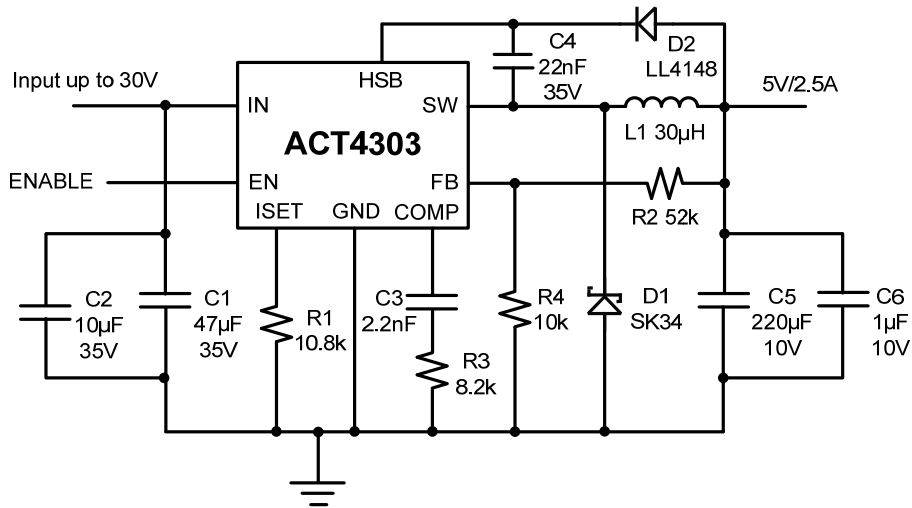 C4
22nF
35V
D2
LL4148
HSB
Input up to 30V
IN
SW
5V/2.5A
L1 30µH
ACT4303
ENABLE
EN
FB
R2 52k
ISET
GND
COMP
C2
10µF
35V
C1
47µF
35V
R1
10.8k
C3
2.2nF
R3
8.2k
R4
10k
D1
SK34
C5
220µF
10V
C6
1µF
10V